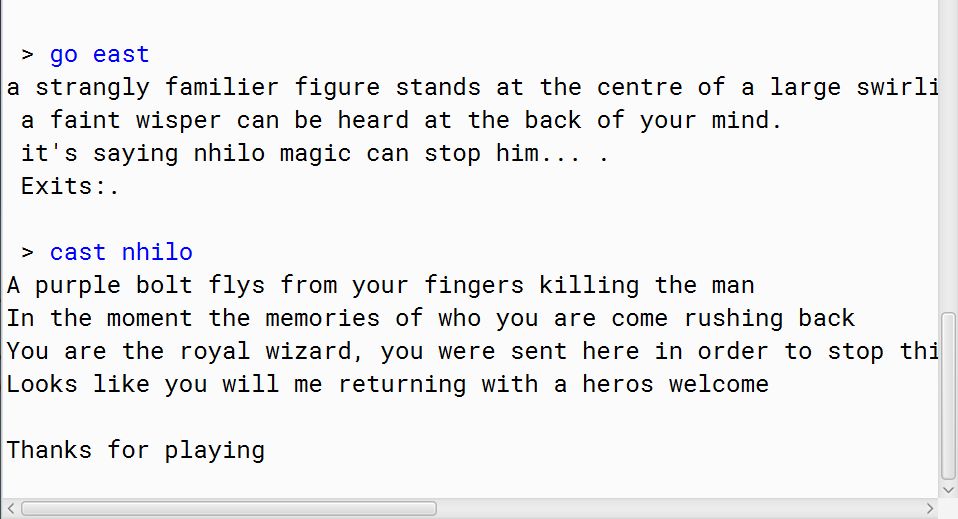 > go east
a strangly familier figure stands at the centre of a large swirli
a faint wisper can be heard at the back of your mind.
it's saying nhilo magic can stop him... .
Exits:.
> cast nhilo
A purple bolt flys from your fingers killing the man
In the moment the memories of who you are come rushing back
You are the royal wizard, you were sent here in order to stop thi
Looks like you will me returning with a heros welcome
Thanks for playing